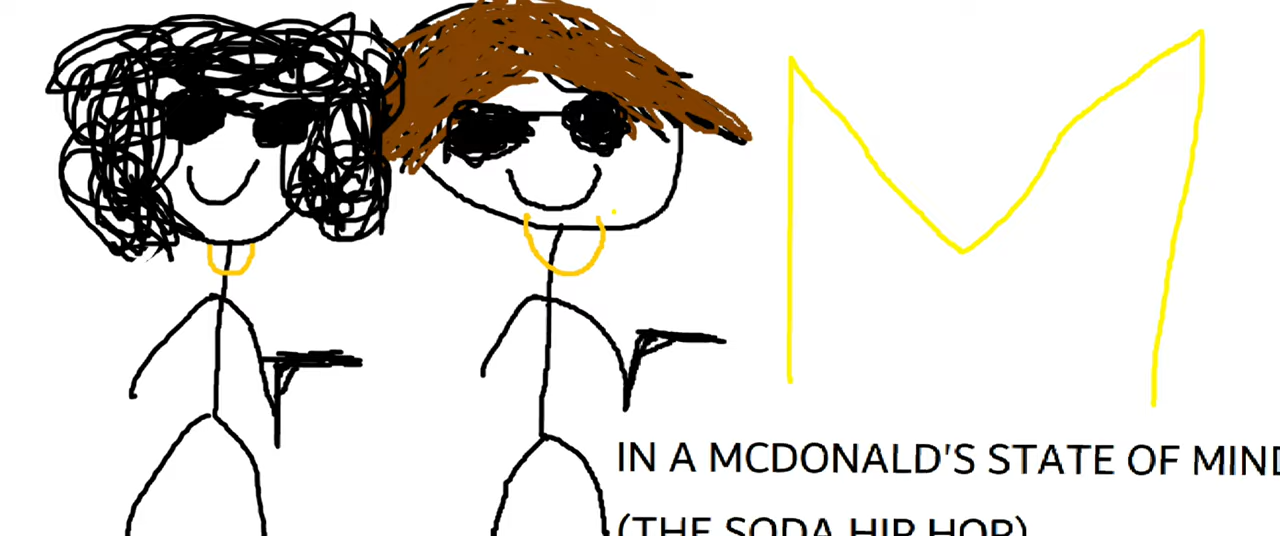 M
IN A MCDONALD'S STATE OF MIND
(THE SODA HIP HOP)